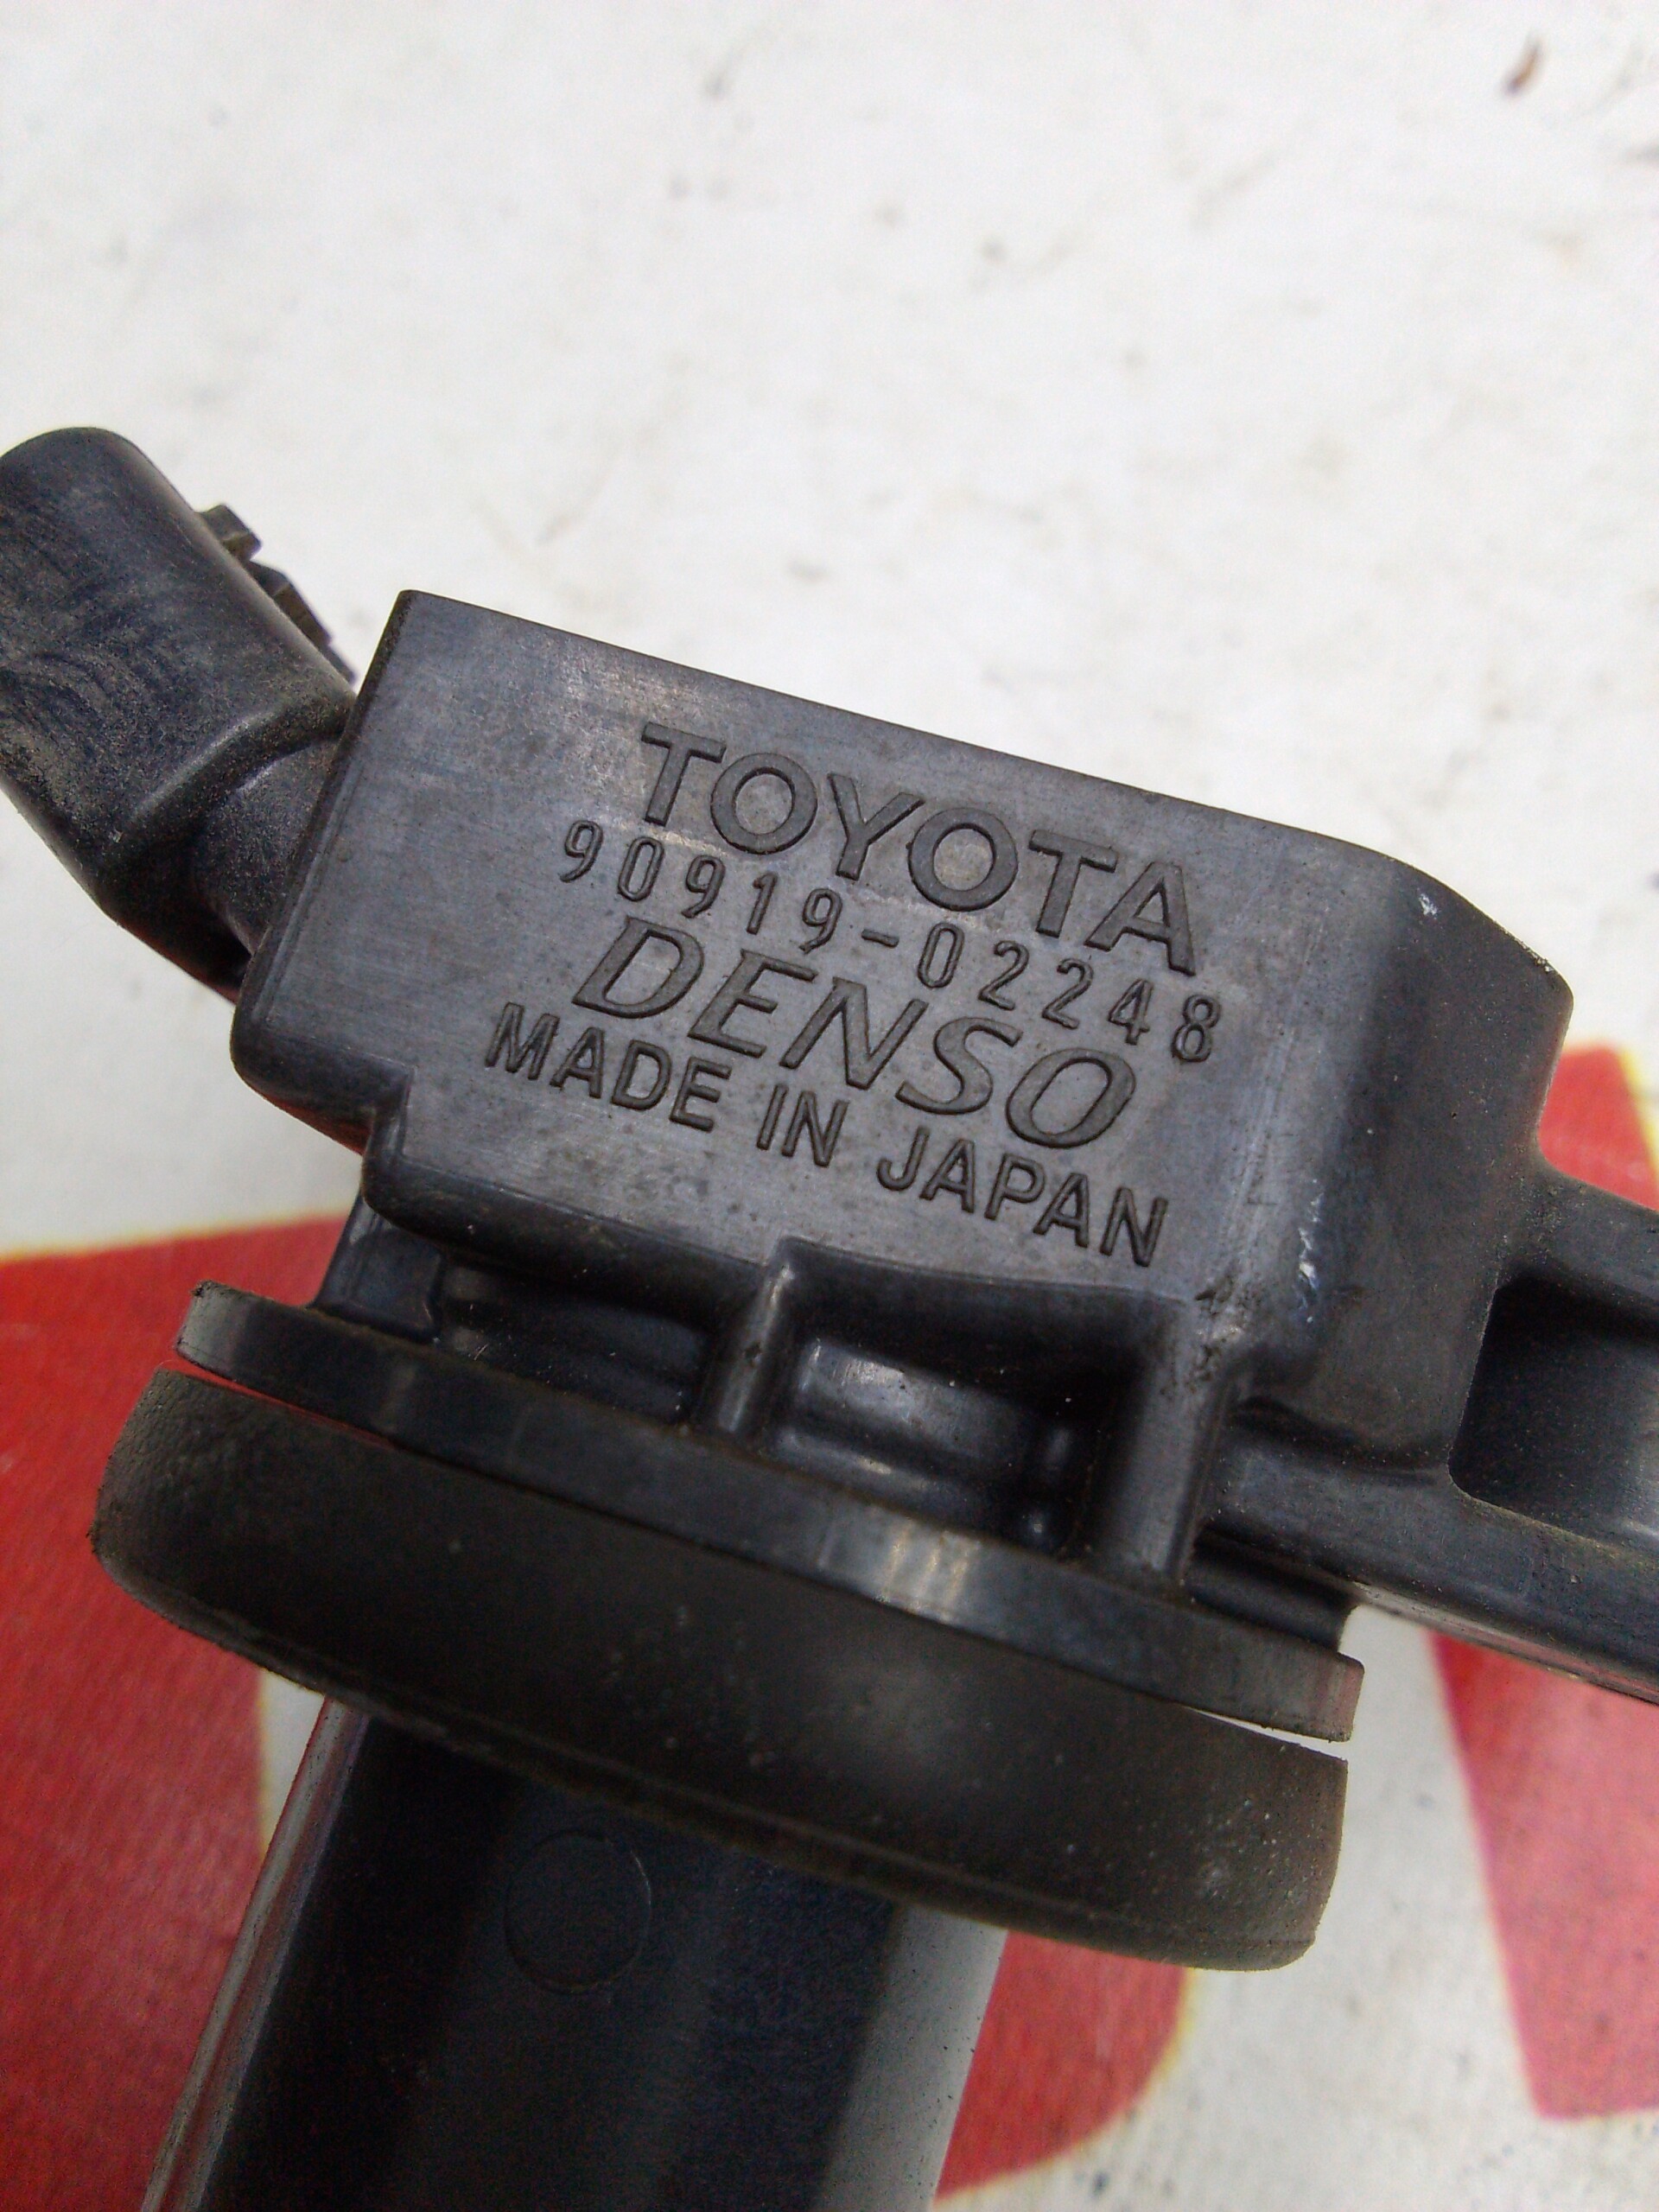 TOYOTA
90919-02248
DENSO
MADE IN JAPAN